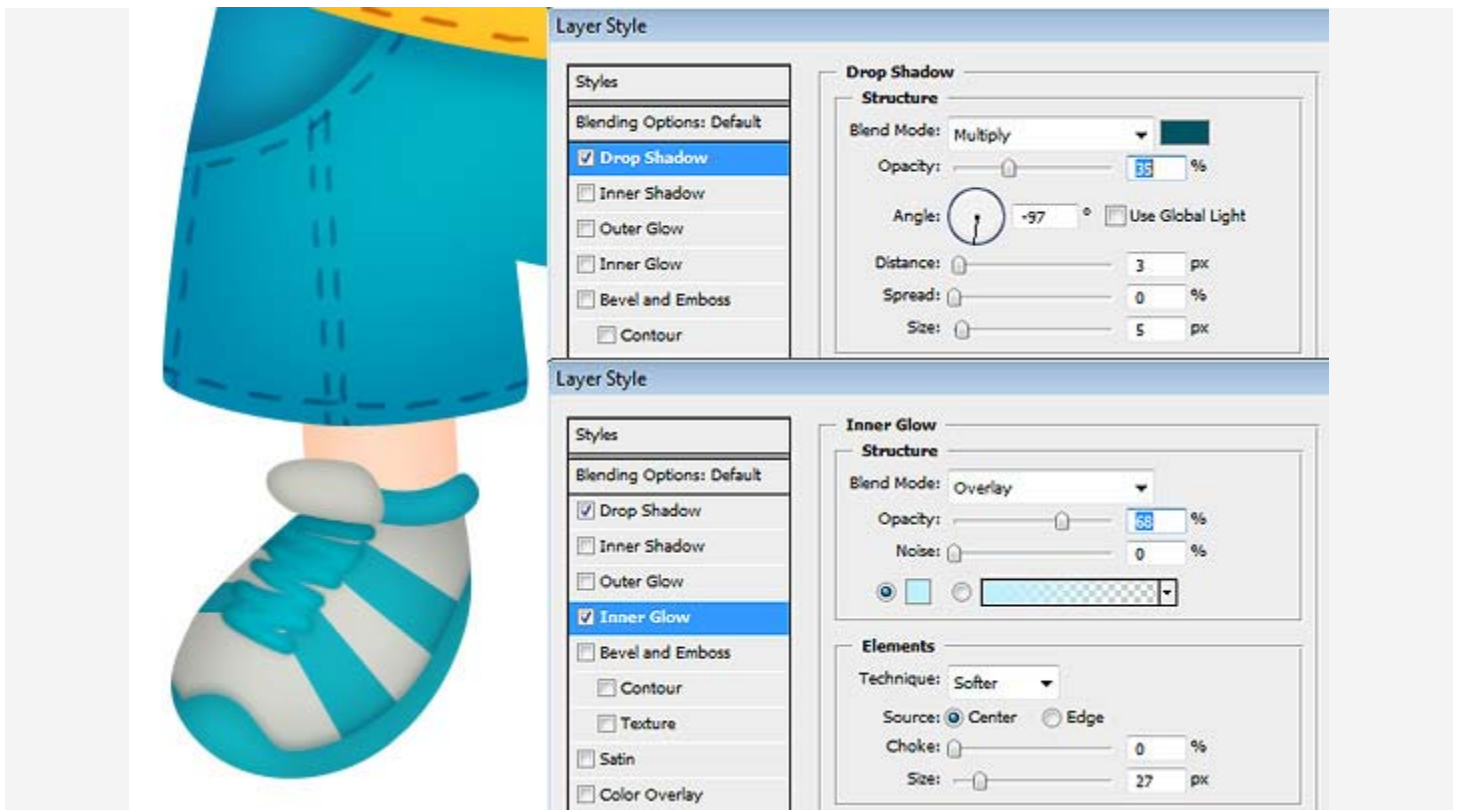 Layer Style
Styles
Blending Options: Default
Drop Shadow
Inner Shadow
Outer Glow
Inner Glow
Bevel and Emboss
Contour
Drop Shadow
Structure
Blend Mode: Multiply
Opacity: 35 %
Angle: -97 ° Use Global Light
Distance: 3 px
Spread: 0 %
Size: 5 px
Layer Style
Styles
Blending Options: Default
Drop Shadow
Inner Shadow
Outer Glow
Inner Glow
Bevel and Emboss
Contour
Texture
Satin
Color Overlay
Inner Glow
Structure
Blend Mode: Overlay
Opacity: 68 %
Noise: 0 %
Elements
Technique: Softer
Source: Center Edge
Choke: 0 %
Size: 27 px